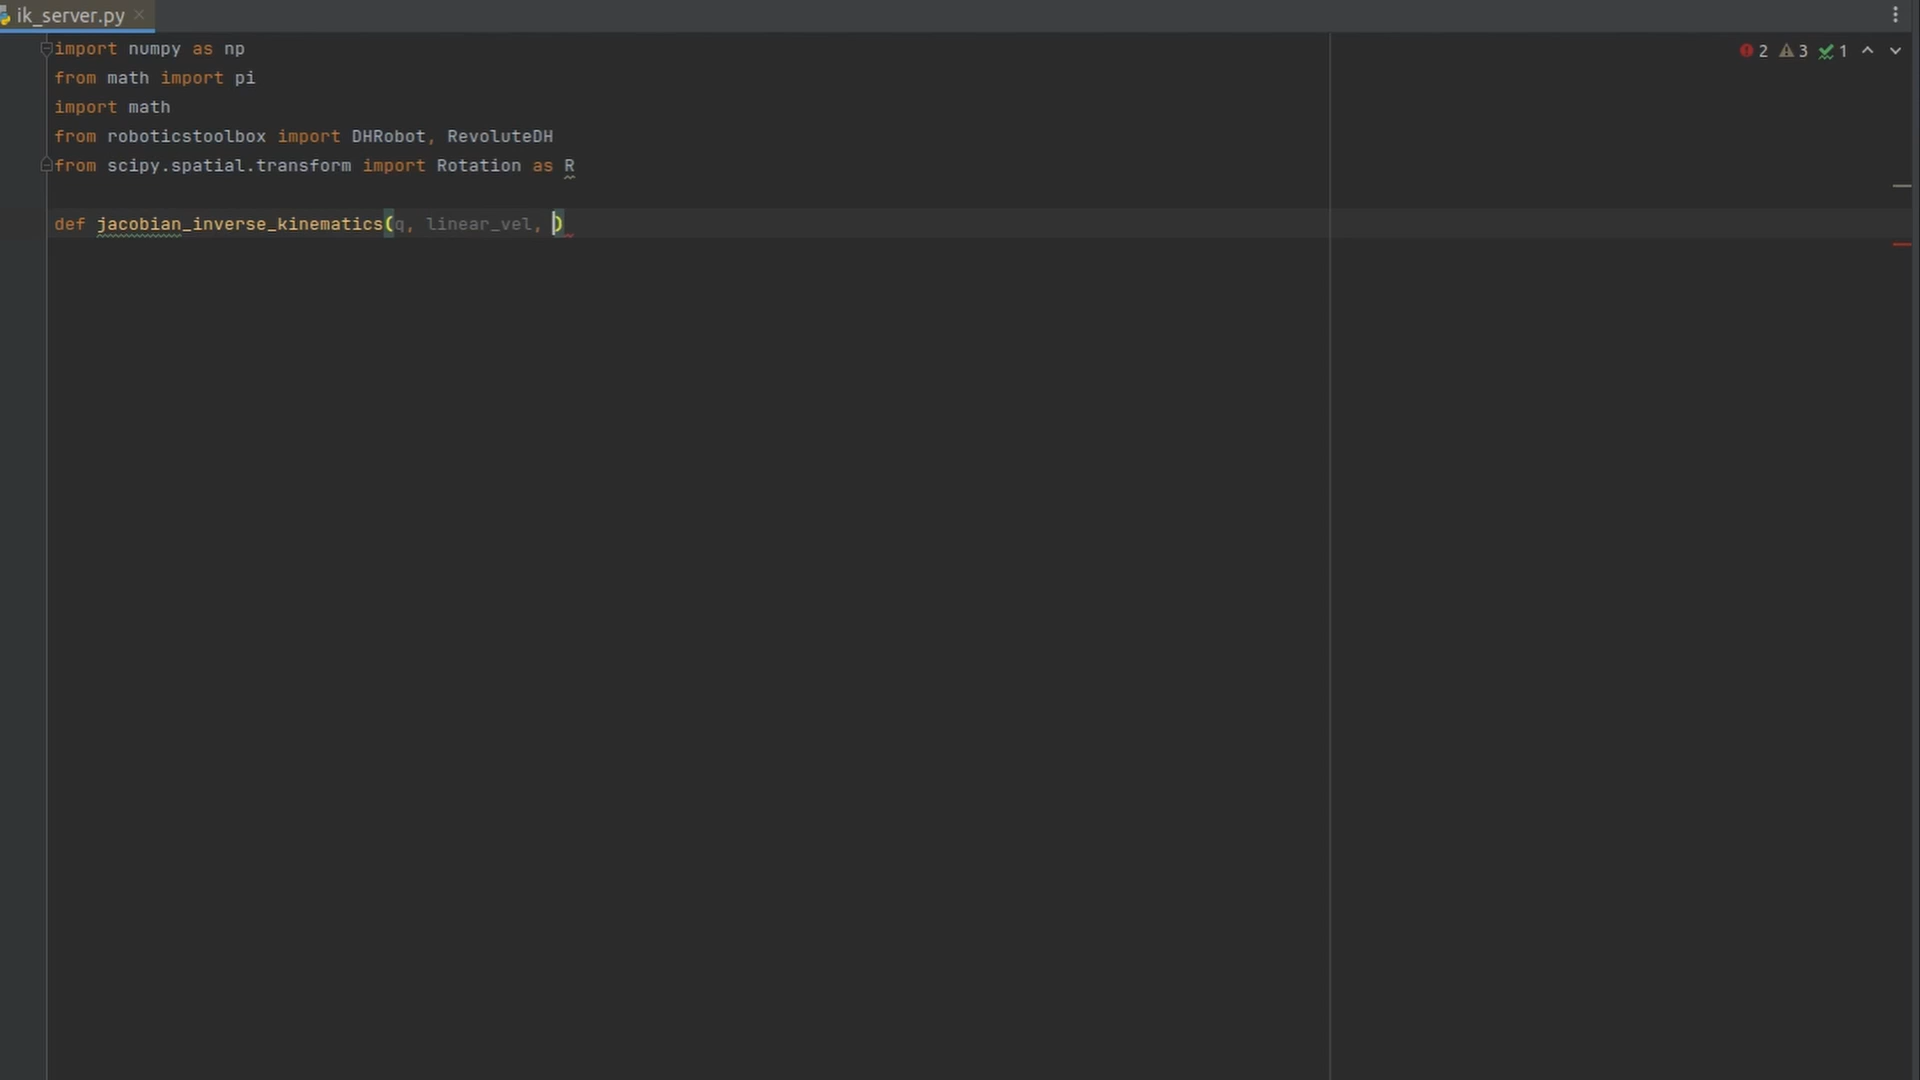 ik_server.py
import numpy as np
2 3 1
from math import pi
import math
from roboticstoolbox import DHRobot, RevoluteDH
from scipy.spatial.transform import Rotation as R
def jacobian_inverse_kinematics(q, linear_vel, )